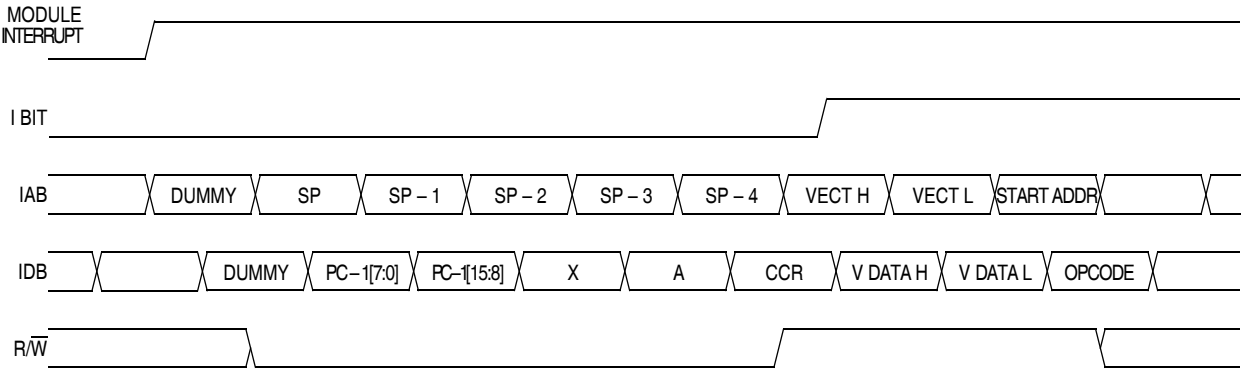 MODULE
INTERRUPT
I BIT
IAB DUMMY SP SP – 1 SP – 2 SP – 3 SP – 4 VECT H VECT L START ADDR
IDB DUMMY PC – 1[7:0] PC–1[15:8] X A CCR V DATA H V DATA L OPCODE
R/W̅